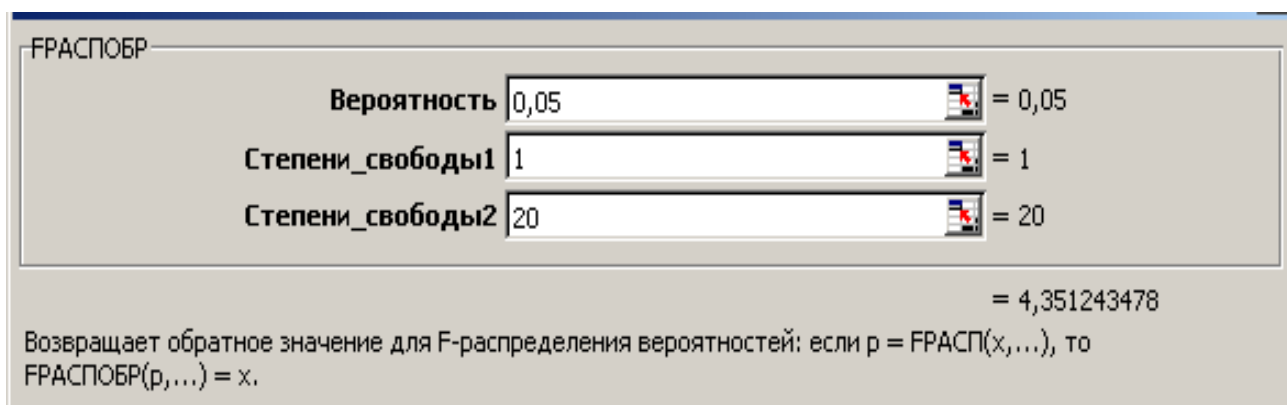 FРАСПОБР
Вероятность 0,05 = 0,05
Степени_свободы1 1 = 1
Степени_свободы2 20 = 20
= 4,351243478
Возвращает обратное значение для F-распределения вероятностей: если p = FРАСП(x,...), то
FРАСПОБР(p,...) = x.